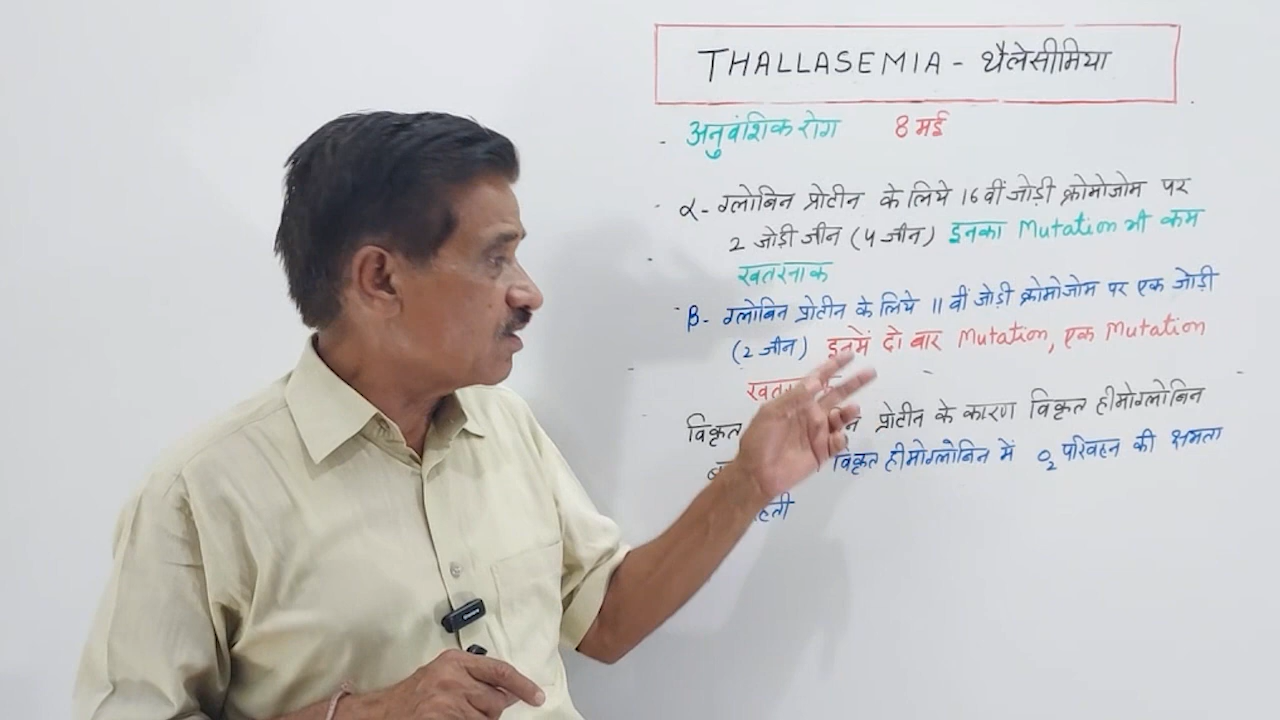 THALLASEMIA - थैलेसीमिया
- अनुवांशिक रोग 8 मई
α - ग्लोबिन प्रोटीन के लिये 16 वीं जोड़ी क्रोमोजोम पर
2 जोड़ी जीन (4 जीन) इनका Mutation भी कम
खतरनाक
β - ग्लोबिन प्रोटीन के लिये 11 वीं जोड़ी क्रोमोजोम पर एक जोड़ी
(2 जीन) इनमें दो बार Mutation, एक Mutation
विकृत प्रोटीन के कारण विकृत हीमोग्लोबिन
विकृत हीमोग्लोबिन में O2 परिवहन की क्षमता